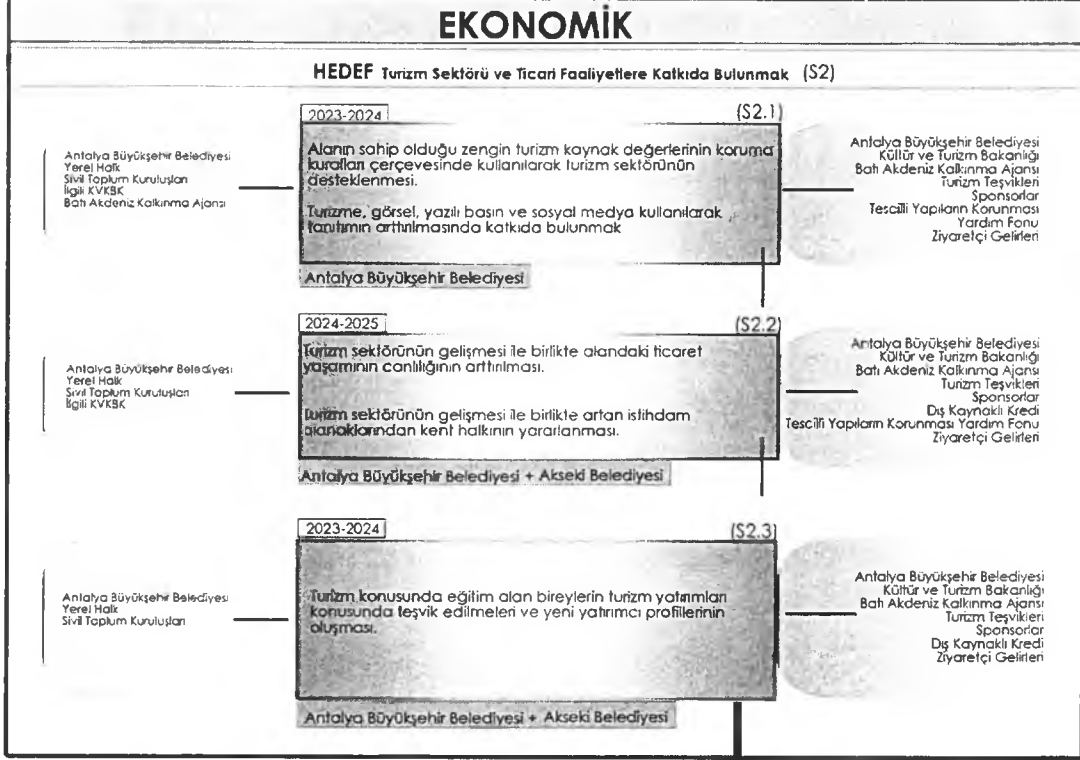 EKONOMİK
HEDEF Turizm Sektörü ve Ticari Faaliyetlere Katkıda Bulunmak (S2)
2023-2024 (S2.1)
Antalya Büyükşehir Belediyesi
Yerel Halk
Sivil Toplum Kuruluşları
İlgili KVKBK
Batı Akdeniz Kalkınma Ajansı
Alanın sahip olduğu zengin turizm kaynak değerlerinin koruma
kuralları çerçevesinde kullanılarak turizm sektörünün
desteklenmesi.
Turizme, görsel, yazılı basın ve sosyal medya kullanılarak
tanıtımın arttırılmasında katkıda bulunmak
Antalya Büyükşehir Belediyesi
Antalya Büyükşehir Belediyesi
Kültür ve Turizm Bakanlığı
Batı Akdeniz Kalkınma Ajansı
Turizm Teşvikleri
Sponsorlar
Tescilli Yapıların Korunması
Yardım Fonu
Ziyaretçi Gelirleri
2024-2025 (S2.2)
Antalya Büyükşehir Belediyesi
Yerel Halk
Sivil Toplum Kuruluşları
İlgili KVKBK
Turizm sektörünün gelişmesi ile birlikte alandaki ticaret
yaşamının canlılığının arttırılması.
Turizm sektörünün gelişmesi ile birlikte artan istihdam
olanaklarından kent halkının yararlanması.
Antalya Büyükşehir Belediyesi + Akseki Belediyesi
Antalya Büyükşehir Belediyesi
Kültür ve Turizm Bakanlığı
Batı Akdeniz Kalkınma Ajansı
Turizm Teşvikleri
Sponsorlar
Dış Kaynaklı Kredi
Tescilli Yapıların Korunması Yardım Fonu
Ziyaretçi Gelirleri
2023-2024 (S2.3)
Antalya Büyükşehir Belediyesi
Yerel Halk
Sivil Toplum Kuruluşları
Turizm konusunda eğitim alan bireylerin turizm yatırımları
konusunda teşvik edilmeleri ve yeni yatırımcı profillerinin
oluşması.
Antalya Büyükşehir Belediyesi + Akseki Belediyesi
Antalya Büyükşehir Belediyesi
Kültür ve Turizm Bakanlığı
Batı Akdeniz Kalkınma Ajansı
Turizm Teşvikleri
Sponsorlar
Dış Kaynaklı Kredi
Ziyaretçi Gelirleri